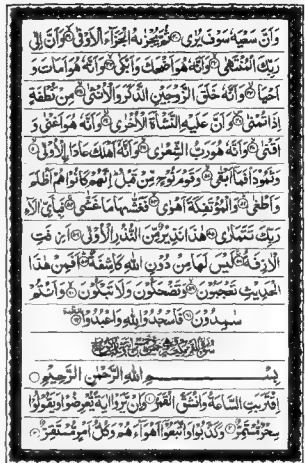 وَاَنَّ سَعْيَهٗ سَوْفَ يُرٰى ثُمَّ يُجْزٰىهُ الْجَزَآءَ الْاَوْفٰى وَاَنَّ اِلٰى
رَبِّكَ الْمُنْتَهٰى وَاَنَّهٗ هُوَ اَضْحَكَ وَاَبْكٰى وَاَنَّهٗ هُوَ اَمَاتَ وَ
اَحْيَا وَاَنَّهٗ خَلَقَ الزَّوْجَيْنِ الذَّكَرَ وَالْاُنْثٰى مِنْ نُّطْفَةٍ
اِذَا تُمْنٰى وَاَنَّ عَلَيْهِ النَّشْاَةَ الْاُخْرٰى وَاَنَّهٗ هُوَ اَغْنٰى وَ
اَقْنٰى وَاَنَّهٗ هُوَ رَبُّ الشِّعْرٰى وَاَنَّهٗ اَهْلَكَ عَادَا الْاُوْلٰى
وَثَمُوْدَا۟ فَمَاۤ اَبْقٰى وَقَوْمَ نُوْحٍ مِّنْ قَبْلُ اِنَّهُمْ كَانُوْا هُمْ اَظْلَمَ
وَاَطْغٰى وَالْمُؤْتَفِكَةَ اَهْوٰى فَغَشّٰىهَا مَا غَشّٰى فَبِاَيِّ اٰلَآءِ
رَبِّكَ تَتَمَارٰى هٰذَا نَذِيْرٌ مِّنَ النُّذُرِ الْاُوْلٰى اَزِفَتِ
الْاٰزِفَةُ لَيْسَ لَهَا مِنْ دُوْنِ اللّٰهِ كَاشِفَةٌ اَفَمِنْ هٰذَا
الْحَدِيْثِ تَعْجَبُوْنَ وَتَضْحَكُوْنَ وَلَا تَبْكُوْنَ وَاَنْتُمْ
سٰمِدُوْنَ فَاسْجُدُوْا لِلّٰهِ وَاعْبُدُوْا
بِسْمِ اللّٰهِ الرَّحْمٰنِ الرَّحِيْمِ
اِقْتَرَبَتِ السَّاعَةُ وَانْشَقَّ الْقَمَرُ وَاِنْ يَّرَوْا اٰيَةً يُّعْرِضُوْا وَيَقُوْلُوْا
سِحْرٌ مُّسْتَمِرٌّ وَكَذَّبُوْا وَاتَّبَعُوْۤا اَهْوَآءَهُمْ وَكُلُّ اَمْرٍ مُّسْتَقِرٌّ